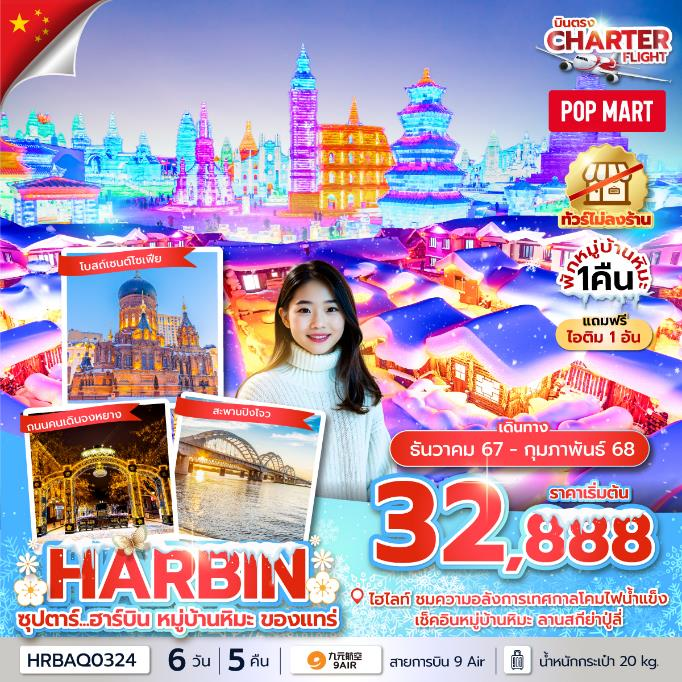 บินตรง
CHARTER
FLIGHT
POP MART
ทัวร์ไม่ลงร้าน
พักหมู่บ้านหิมะ
1คืน
แถมฟรี
ไอติม 1 อัน
โบสถ์เซนต์โซเฟีย
ถนนคนเดินจงหยาง
สะพานปิงโจว
เดินทาง
ธันวาคม 67 - กุมภาพันธ์ 68
ราคาเริ่มต้น
32,888
HARBIN
ซุปตาร์...ฮาร์บิน หมู่บ้านหิมะ ของแทร่
ไฮไลท์ ชมความอลังการเทศกาลโคมไฟน้ำแข็ง
เช็คอินหมู่บ้านหิมะ ลานสกีย่าปู่ลี่
HRBAQ0324
6 วัน
5 คืน
九元航空
9AIR
สายการบิน 9 Air
น้ำหนักกระเป๋า 20 kg.